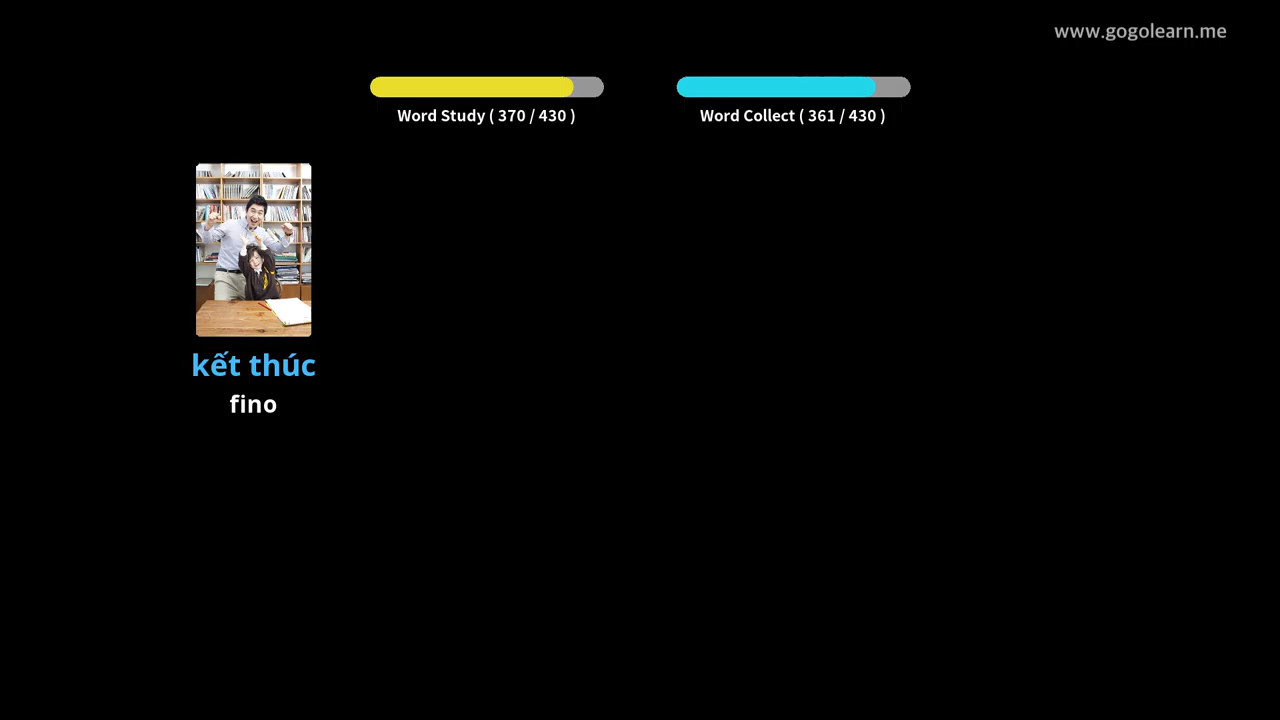 www.gogolearn.me
Word Study ( 370 / 430 )
Word Collect ( 361 / 430 )
kết thúc
fino